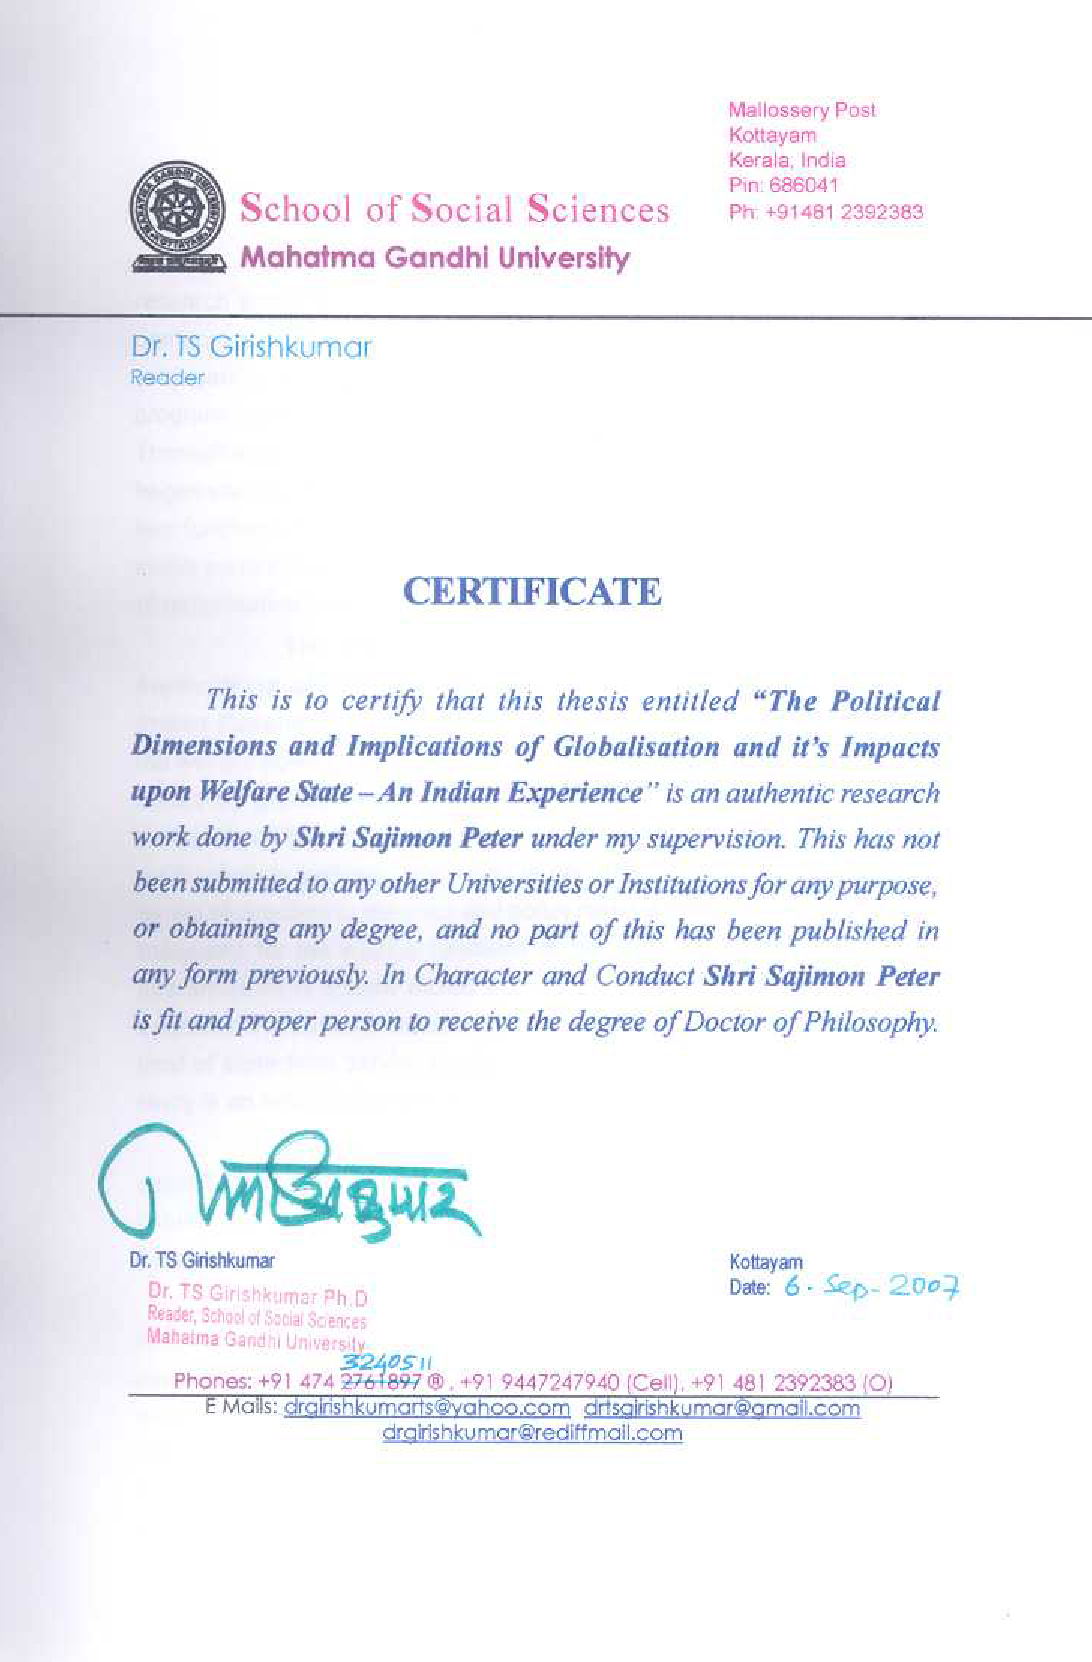 Mallossery Post
Kottayam
Kerala, India
Pin: 686041
Ph: +91481 2392383
School of Social Sciences
Mahatma Gandhi University
Dr. TS Girishkumar
Reader
CERTIFICATE
This is to certify that this thesis entitled “The Political
Dimensions and Implications of Globalisation and it’s Impacts
upon Welfare State – An Indian Experience” is an authentic research
work done by Shri Sajimon Peter under my supervision. This has not
been submitted to any other Universities or Institutions for any purpose,
or obtaining any degree, and no part of this has been published in
any form previously. In Character and Conduct Shri Sajimon Peter
is fit and proper person to receive the degree of Doctor of Philosophy.
Dr. TS Girishkumar
Kottayam
Date: 6 - Sep - 2007
Dr. TS Girishkumar Ph.D
Reader, School of Social Sciences
Mahatma Gandhi University
3240511
Phones: +91 474 2761897 ® , +91 9447247940 (Cell), +91 481 2392383 (O)
E Mails: drgirishkumarts@yahoo.com drtsgirishkumar@gmail.com
drgirishkumar@rediffmail.com